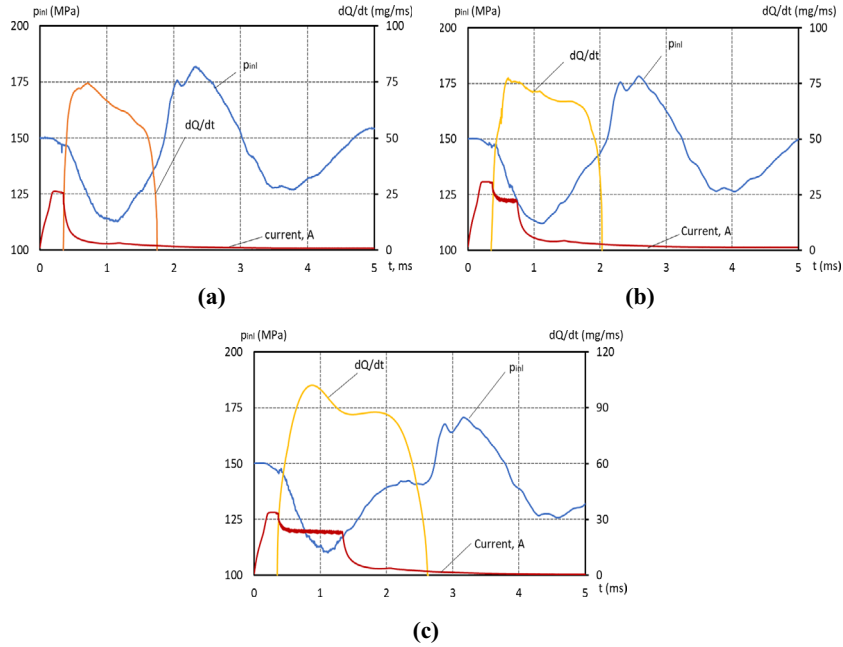 pinl (MPa) dQ/dt (mg/ms)
200 100
175 75
150 50
125 25
100 0
0 1 2 3 4 5
t, ms
pinl
dQ/dt
current, A
(a)
pinl (MPa) dQ/dt (mg/ms)
200 100
175 75
150 50
125 25
100 0
0 1 2 3 4 5
t (ms)
dQ/dt
pinl
Current, A
(b)
pinl (MPa) dQ/dt (mg/ms)
200 120
175 90
150 60
125 30
100 0
0 1 2 3 4 5
t (ms)
dQ/dt
pinl
Current, A
(c)